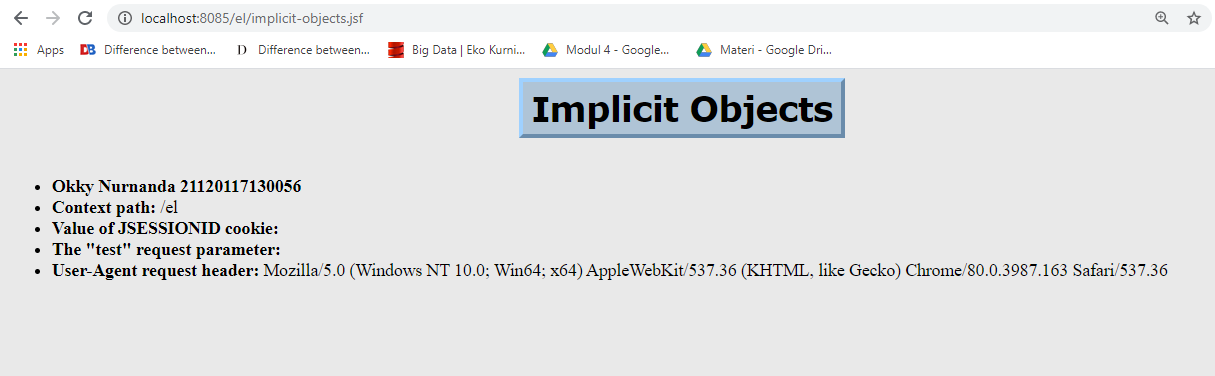 localhost:8085/el/implicit-objects.jsf
Apps DB Difference between... D Difference between... Big Data | Eko Kurni... Modul 4 - Google... Materi - Google Dri...
Implicit Objects
• Okky Nurnanda 21120117130056
• Context path: /el
• Value of JSESSIONID cookie:
• The "test" request parameter:
• User-Agent request header: Mozilla/5.0 (Windows NT 10.0; Win64; x64) AppleWebKit/537.36 (KHTML, like Gecko) Chrome/80.0.3987.163 Safari/537.36